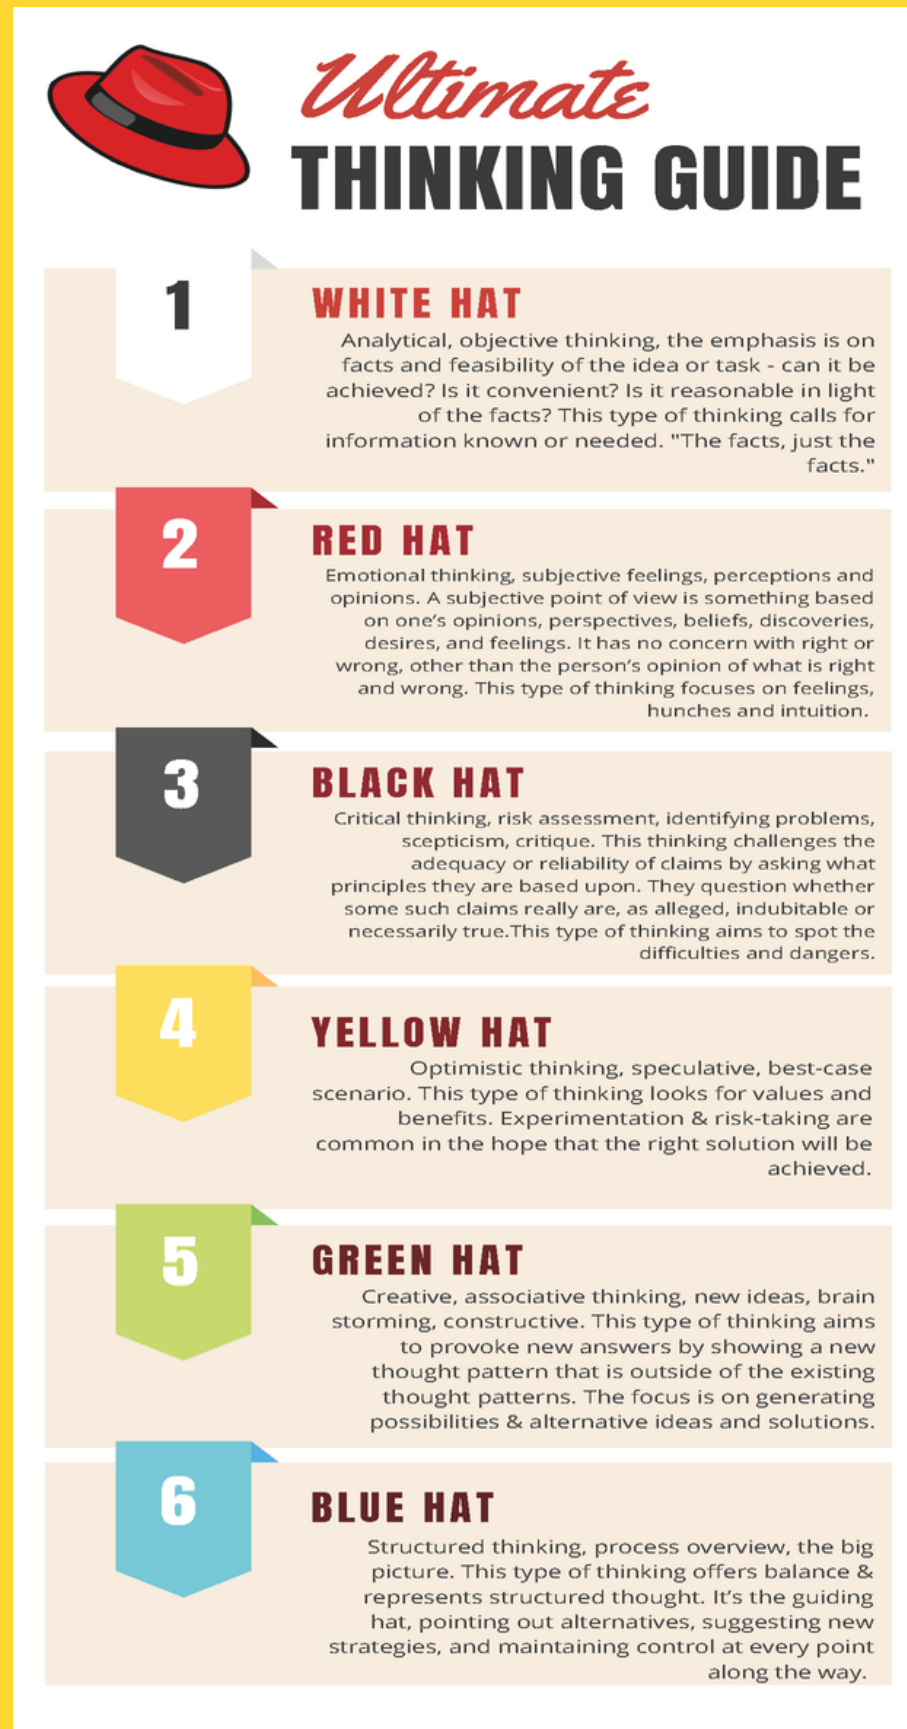 Ultimate
THINKING GUIDE
1
WHITE HAT
Analytical, objective thinking, the emphasis is on
facts and feasibility of the idea or task - can it be
achieved? Is it convenient? Is it reasonable in light
of the facts? This type of thinking calls for
information known or needed. "The facts, just the
facts."
2
RED HAT
Emotional thinking, subjective feelings, perceptions and
opinions. A subjective point of view is something based
on one’s opinions, perspectives, beliefs, discoveries,
desires, and feelings. It has no concern with right or
wrong, other than the person’s opinion of what is right
and wrong. This type of thinking focuses on feelings,
hunches and intuition.
3
BLACK HAT
Critical thinking, risk assessment, identifying problems,
scepticism, critique. This thinking challenges the
adequacy or reliability of claims by asking what
principles they are based upon. They question whether
some such claims really are, as alleged, indubitable or
necessarily true.This type of thinking aims to spot the
difficulties and dangers.
4
YELLOW HAT
Optimistic thinking, speculative, best-case
scenario. This type of thinking looks for values and
benefits. Experimentation & risk-taking are
common in the hope that the right solution will be
achieved.
5
GREEN HAT
Creative, associative thinking, new ideas, brain
storming, constructive. This type of thinking aims
to provoke new answers by showing a new
thought pattern that is outside of the existing
thought patterns. The focus is on generating
possibilities & alternative ideas and solutions.
6
BLUE HAT
Structured thinking, process overview, the big
picture. This type of thinking offers balance &
represents structured thought. It’s the guiding
hat, pointing out alternatives, suggesting new
strategies, and maintaining control at every point
along the way.